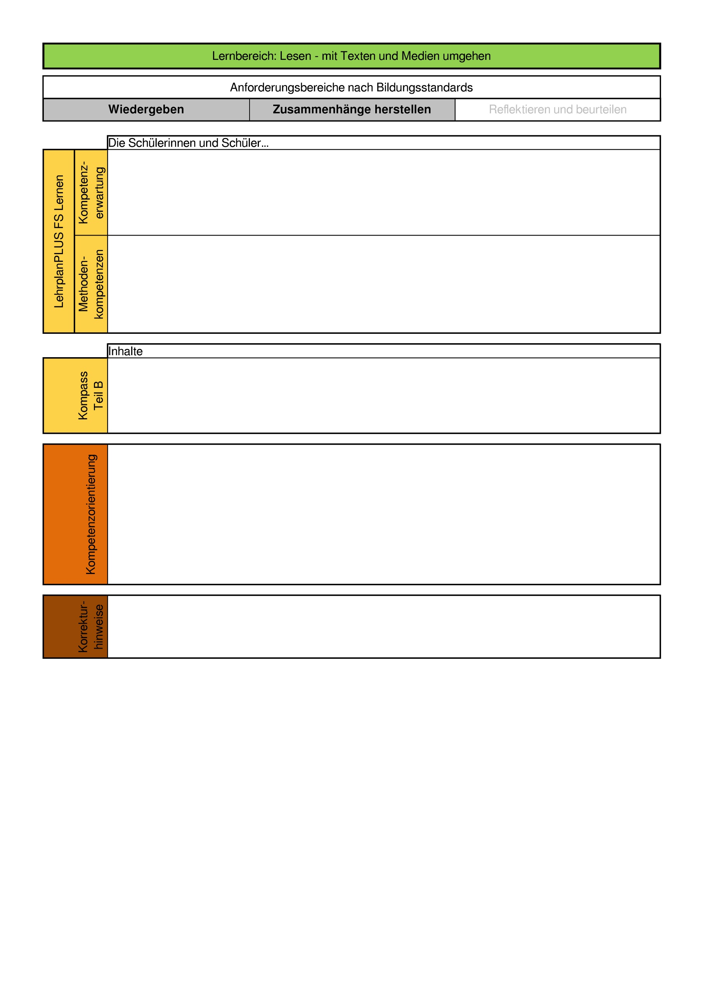 Lernbereich: Lesen - mit Texten und Medien umgehen
Anforderungsbereiche nach Bildungsstandards
Wiedergeben
Zusammenhänge herstellen
Reflektieren und beurteilen
Die Schülerinnen und Schüler...
LehrplanPLUS FS Lernen
Kompetenz-
erwartung
Methoden-
kompetenzen
Inhalte
Kompass
Teil B
Kompetenzorientierung
Korrektur-
hinweise